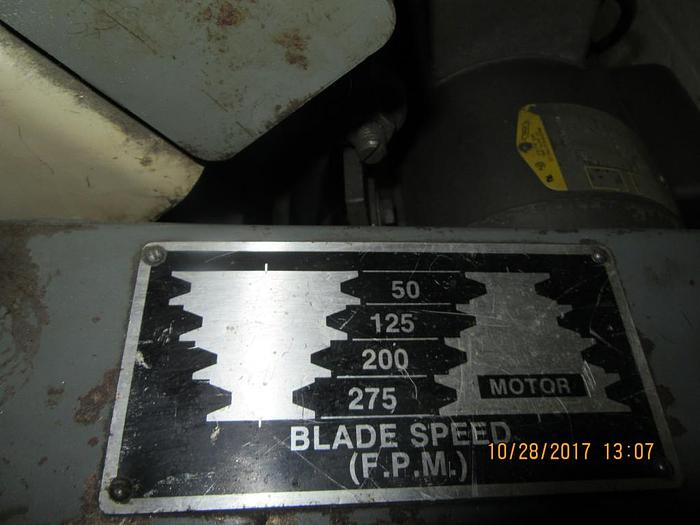 50
125
200
275
MOTOR
BLADE SPEED
(F.P.M.)
10/28/2017 13:07